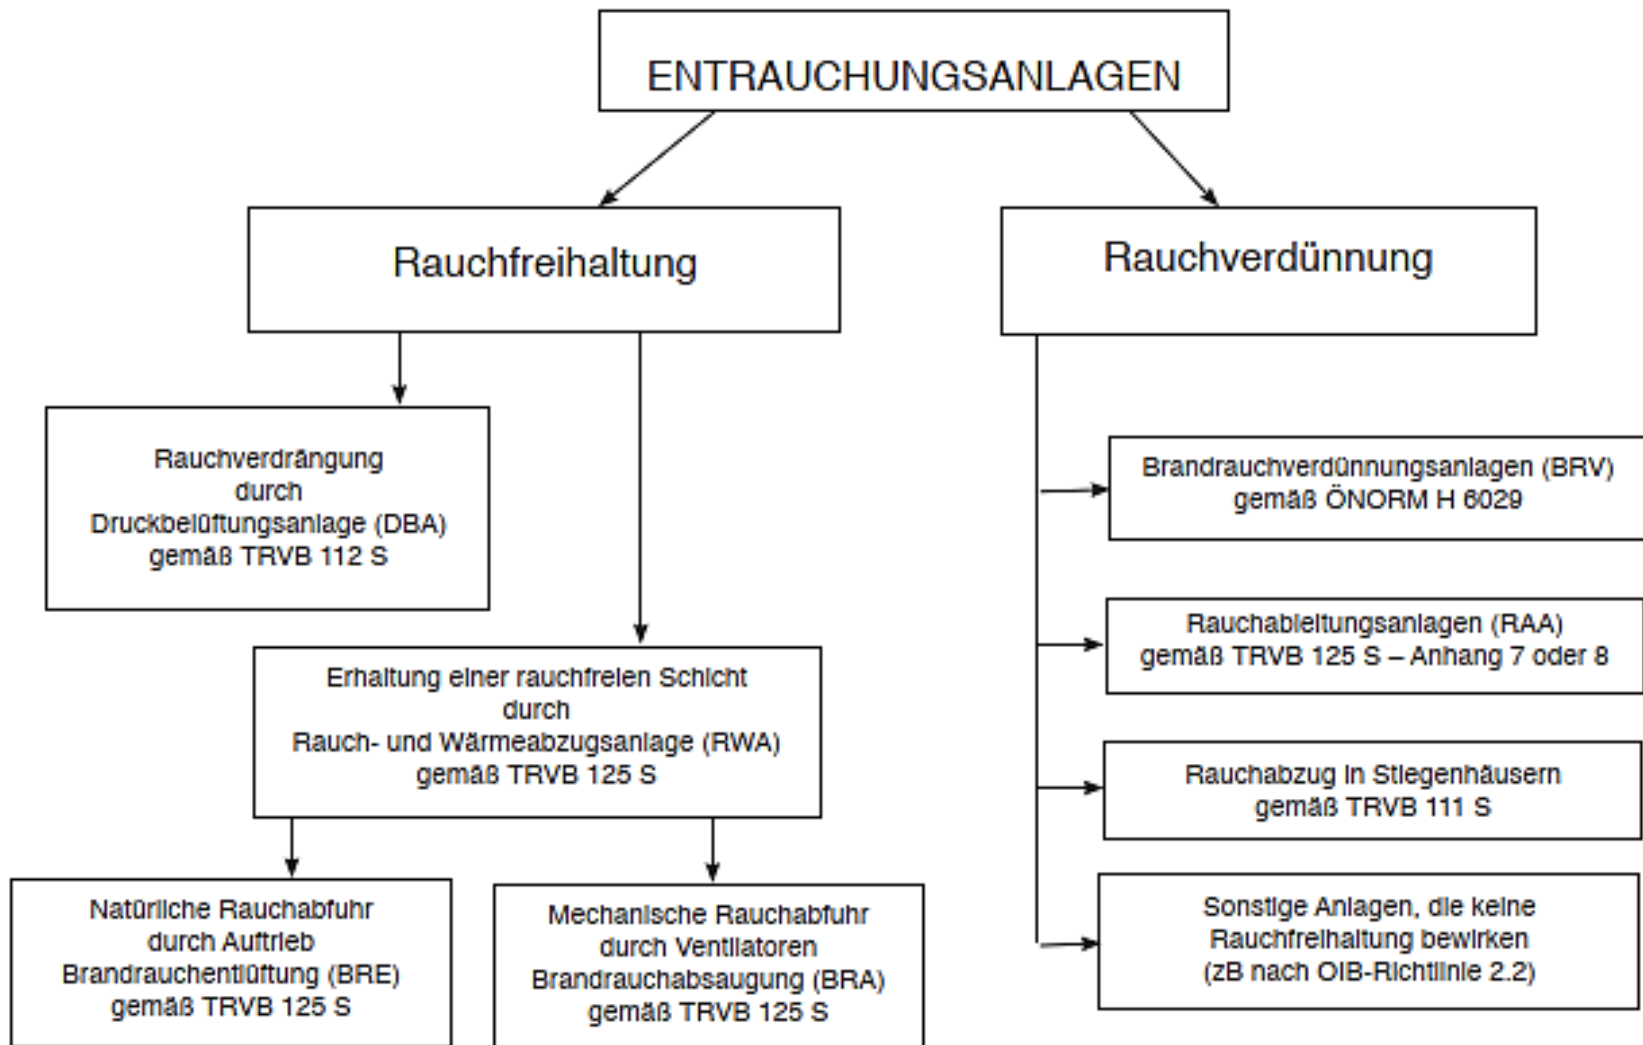 ENTRAUCHUNGSANLAGEN
Rauchfreihaltung
Rauchverdünnung
Rauchverdrängung
durch
Druckbelüftungsanlage (DBA)
gemäß TRVB 112 S
Erhaltung einer rauchfreien Schicht
durch
Rauch- und Wärmeabzugsanlage (RWA)
gemäß TRVB 125 S
Natürliche Rauchabfuhr
durch Auftrieb
Brandrauchentlüftung (BRE)
gemäß TRVB 125 S
Mechanische Rauchabfuhr
durch Ventilatoren
Brandrauchabsaugung (BRA)
gemäß TRVB 125 S
Brandrauchverdünnungsanlagen (BRV)
gemäß ÖNORM H 6029
Rauchableitungsanlagen (RAA)
gemäß TRVB 125 S – Anhang 7 oder 8
Rauchabzug in Stiegenhäusern
gemäß TRVB 111 S
Sonstige Anlagen, die keine
Rauchfreihaltung bewirken
(zB nach OIB-Richtlinie 2.2)